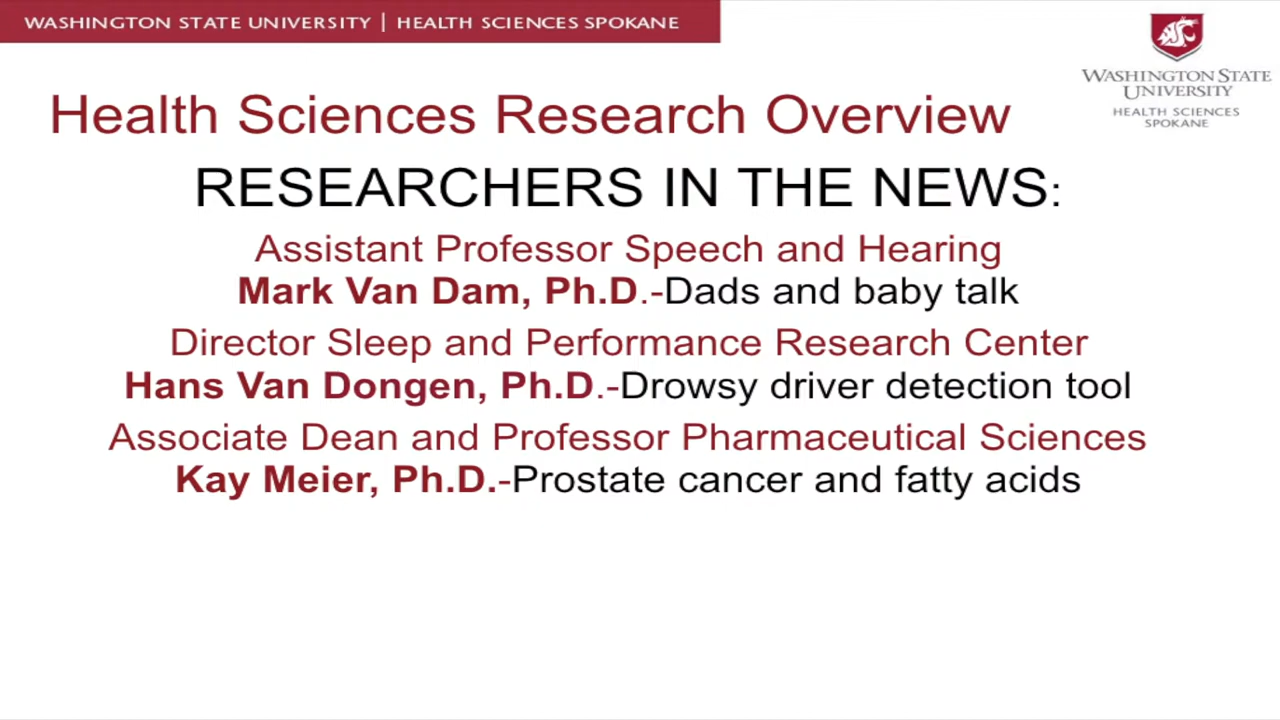 WASHINGTON STATE UNIVERSITY | HEALTH SCIENCES SPOKANE
WASHINGTON STATE
UNIVERSITY
HEALTH SCIENCES
SPOKANE
Health Sciences Research Overview
RESEARCHERS IN THE NEWS:
Assistant Professor Speech and Hearing
Mark Van Dam, Ph.D.-Dads and baby talk
Director Sleep and Performance Research Center
Hans Van Dongen, Ph.D.-Drowsy driver detection tool
Associate Dean and Professor Pharmaceutical Sciences
Kay Meier, Ph.D.-Prostate cancer and fatty acids